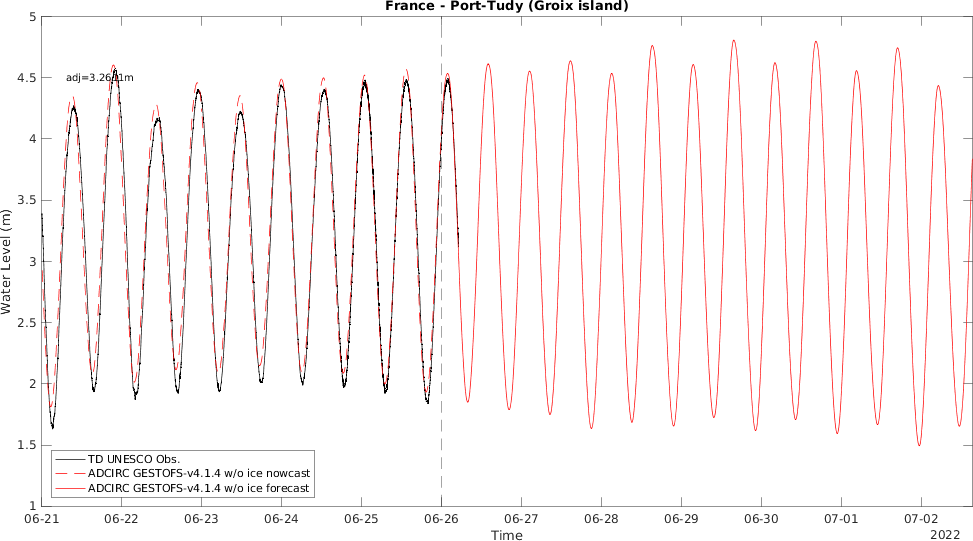 France - Port-Tudy (Groix island)
5
4.5
4
3.5
3
2.5
2
1.5
1
Water Level (m)
TD UNESCO Obs.
ADCIRC GESTOFS-v4.1.4 w/o ice nowcast
ADCIRC GESTOFS-v4.1.4 w/o ice forecast
06-21 06-22 06-23 06-24 06-25 06-26 06-27 06-28 06-29 06-30 07-01 07-02
Time
2022